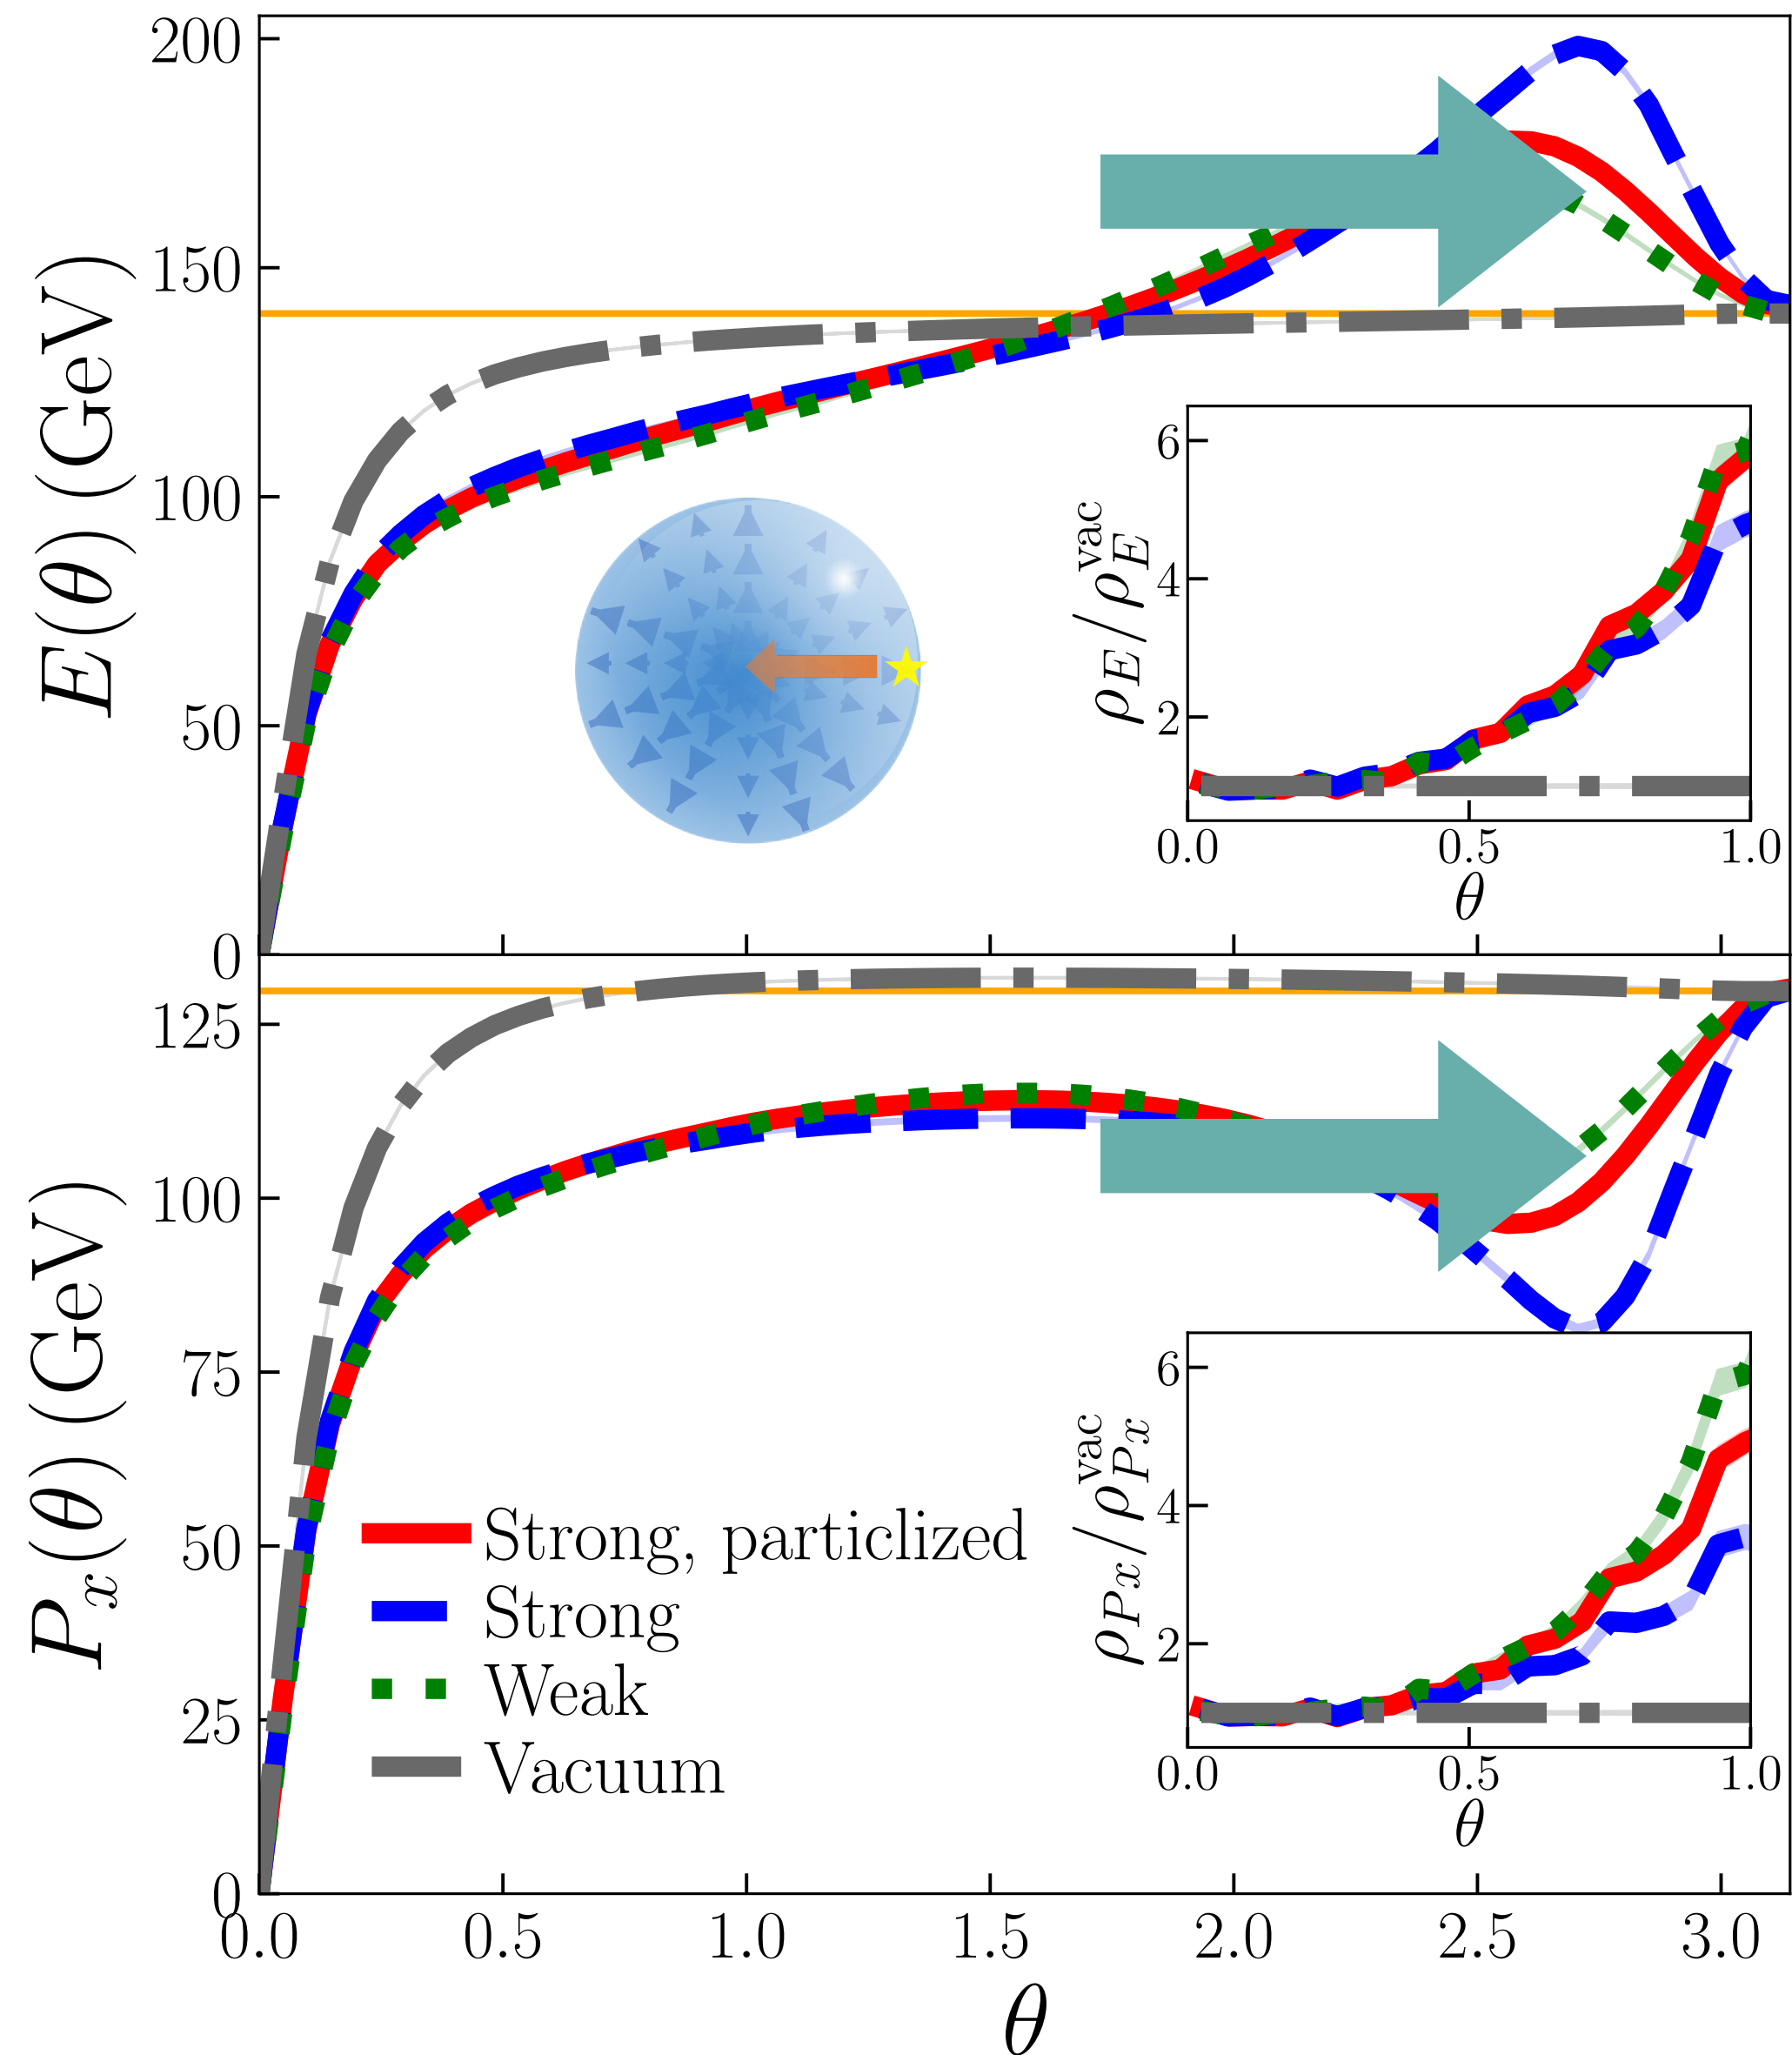 200
150
100
50
0
E(θ) (GeV)
6
4
2
ρ_E/ρ_E^vac
0.0 0.5 1.0
θ
125
100
75
50
25
0
P_x(θ) (GeV)
6
4
2
ρ_Px/ρ_Px^vac
0.0 0.5 1.0
θ
Strong, particlized
Strong
Weak
Vacuum
0.0 0.5 1.0 1.5 2.0 2.5 3.0
θ